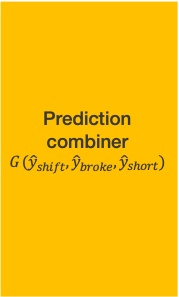 Prediction
combiner
G(ŷ_shift, ŷ_broke, ŷ_short)